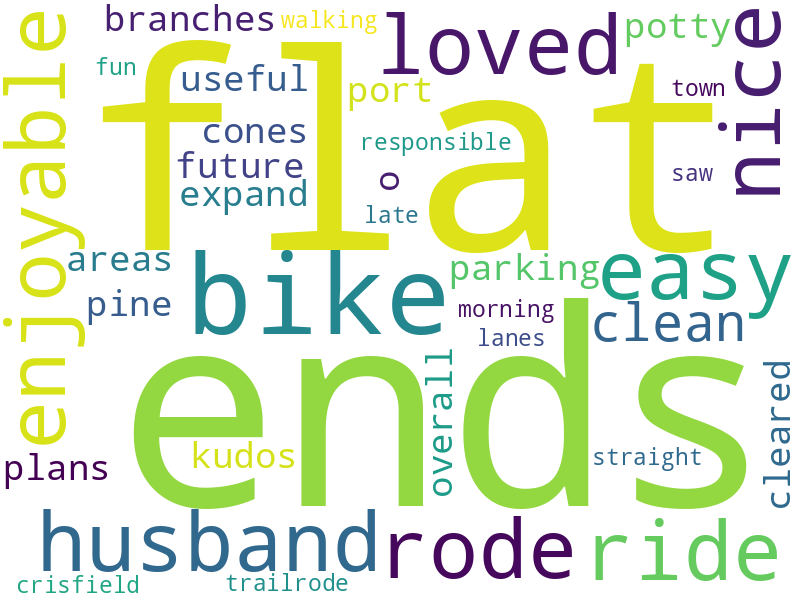 branches
walking
loved
potty
enjoyable
fun
useful
port
town
nice
flat
cones
responsible
future
o
saw
expand
late
areas
bike
parking
easy
pine
morning
clean
lanes
ends
overall
cleared
kudos
straight
plans
husband
rode
ride
crisfield
trailrode